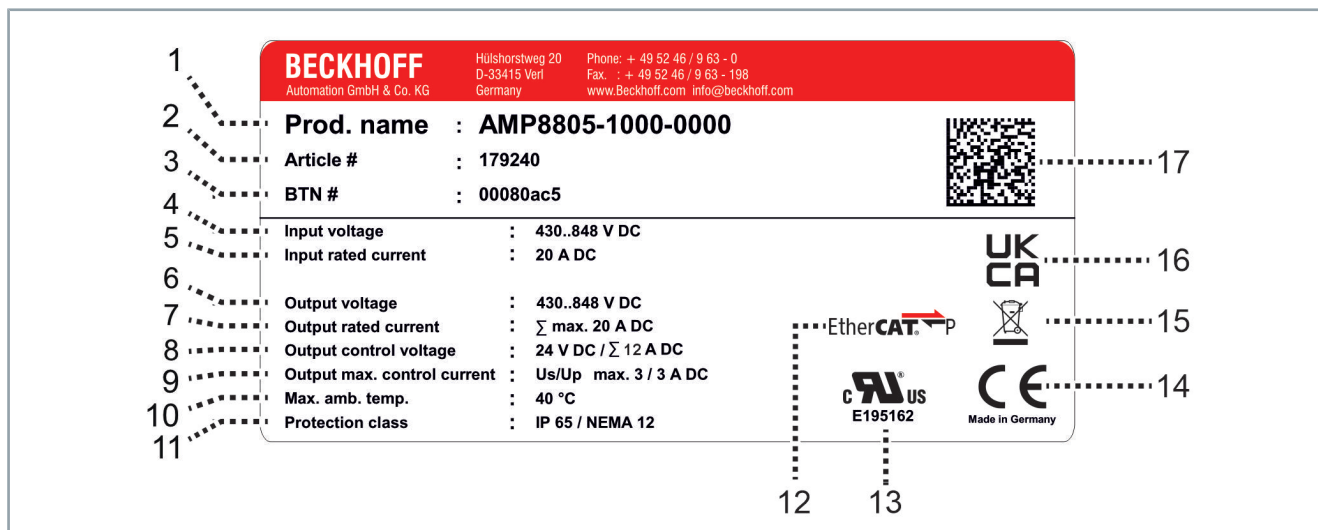 BECKHOFF
Automation GmbH & Co. KG
Hülshorstweg 20
D-33415 Verl
Germany
Phone: + 49 52 46 / 9 63 - 0
Fax. : + 49 52 46 / 9 63 - 198
www.Beckhoff.com info@beckhoff.com
1
Prod. name : AMP8805-1000-0000
2
Article # : 179240
3
BTN # : 00080ac5
17
4
Input voltage : 430..848 V DC
5
Input rated current : 20 A DC
UK
CA
16
6
Output voltage : 430..848 V DC
7
Output rated current : ∑ max. 20 A DC
8
Output control voltage : 24 V DC / ∑ 12 A DC
9
Output max. control current : Us/Up max. 3 / 3 A DC
10
Max. amb. temp. : 40 °C
11
Protection class : IP 65 / NEMA 12
12
EtherCAT® P
15
c RU® US
E195162
13
CE
Made in Germany
14